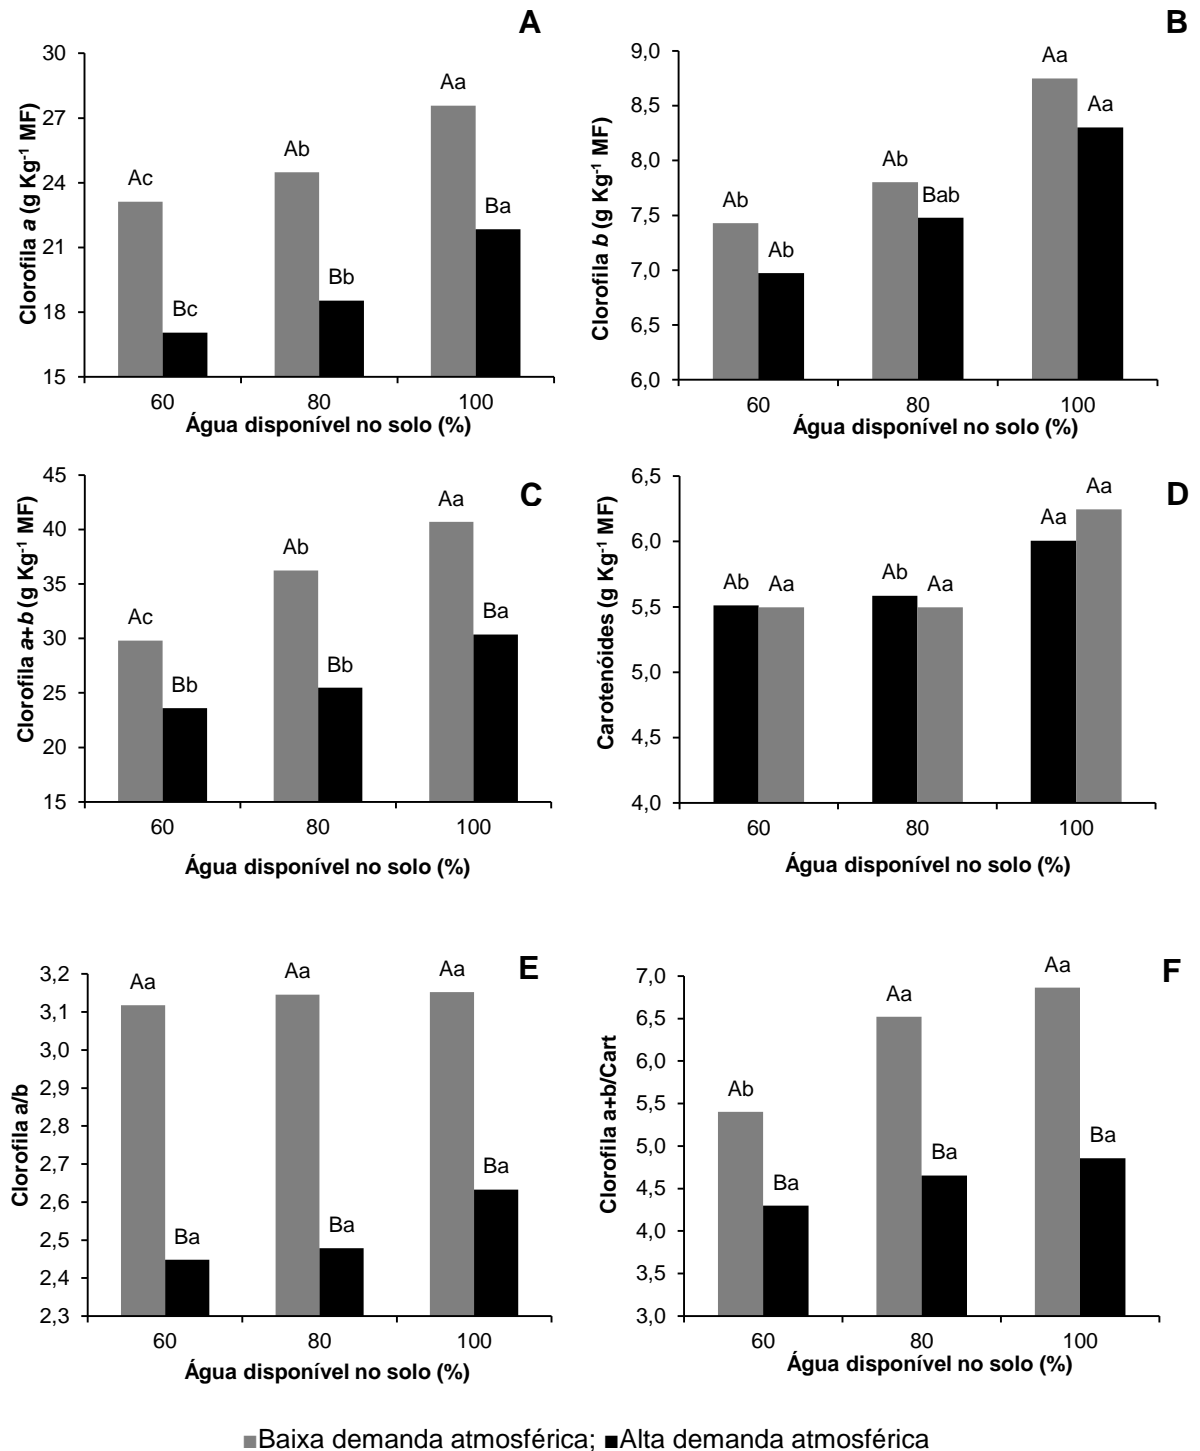 A
Clorofila a (g Kg⁻¹ MF)
30
27
24
21
18
15
Ac
Bc
Ab
Bb
Aa
Ba
60
80
100
Água disponível no solo (%)
B
Clorofila b (g Kg⁻¹ MF)
9,0
8,5
8,0
7,5
7,0
6,5
6,0
Ab
Ab
Ab
Bab
Aa
Aa
60
80
100
Água disponível no solo (%)
C
Clorofila a+b (g Kg⁻¹ MF)
45
40
35
30
25
20
15
Ac
Bb
Ab
Bb
Aa
Ba
60
80
100
Água disponível no solo (%)
D
Carotenóides (g Kg⁻¹ MF)
6,5
6,0
5,5
5,0
4,5
4,0
Ab
Aa
Ab
Aa
Aa
Aa
60
80
100
Água disponível no solo (%)
E
Clorofila a/b
3,2
3,1
3,0
2,9
2,8
2,7
2,6
2,5
2,4
2,3
Aa
Ba
Aa
Ba
Aa
Ba
60
80
100
Água disponível no solo (%)
F
Clorofila a+b/Cart
7,0
6,5
6,0
5,5
5,0
4,5
4,0
3,5
3,0
Ab
Ba
Aa
Ba
Aa
Ba
60
80
100
Água disponível no solo (%)
■Baixa demanda atmosférica; ■Alta demanda atmosférica